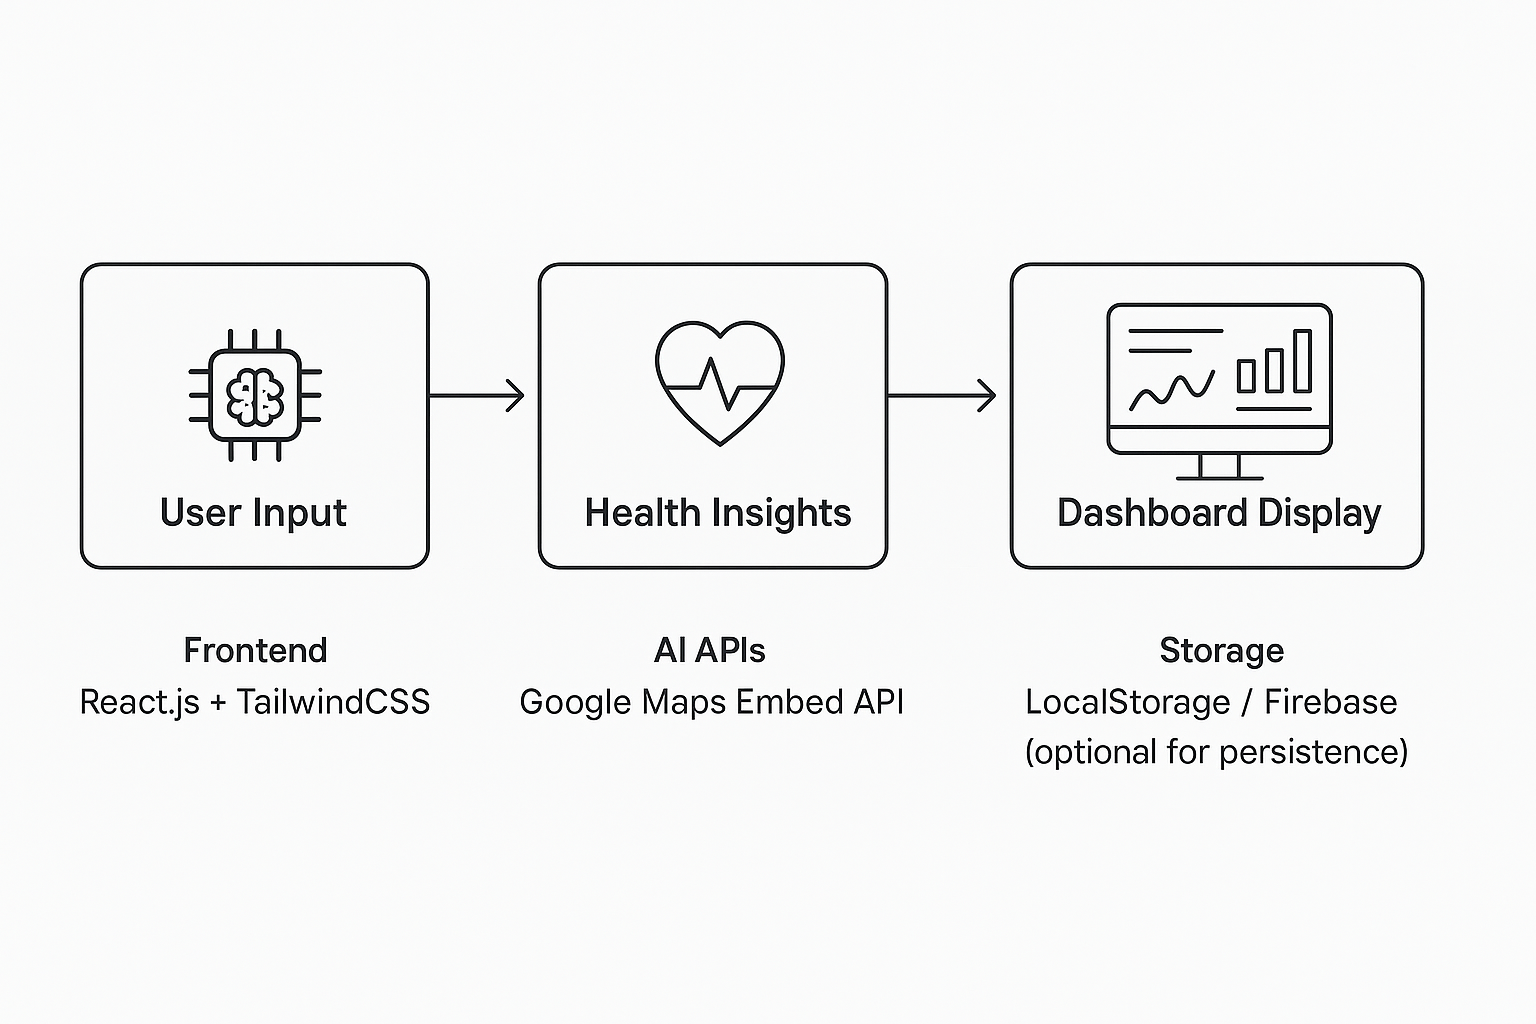 User Input
Health Insights
Dashboard Display
Frontend
React.js + TailwindCSS
AI APIs
Google Maps Embed API
Storage
LocalStorage / Firebase
(optional for persistence)